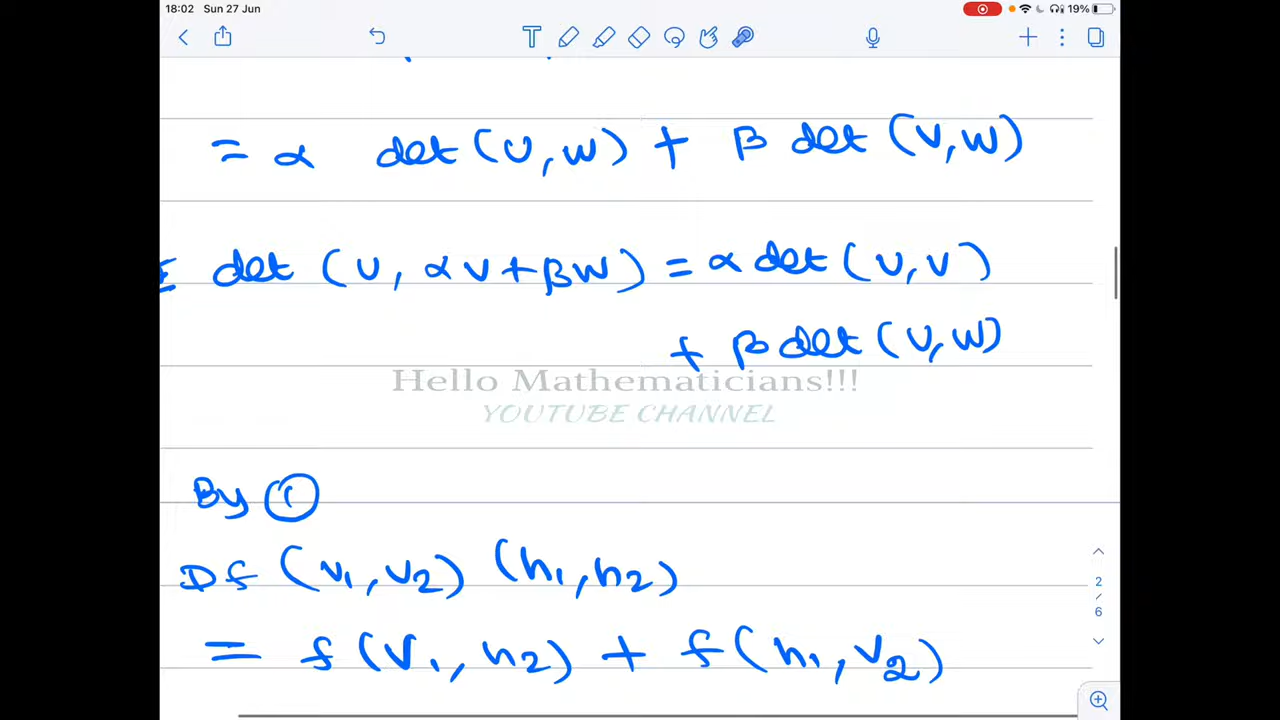 18:02 Sun 27 Jun
19%
T
= α det (U, W) + β det (V, W)
det (U, αV + βW) = α det (U, V)
+ β det (U, W)
Hello Mathematicians!!!
YOUTUBE CHANNEL
By ①
Df (V₁, V₂) (h₁, h₂)
2
/
6
= f (V₁, h₂) + f (h₁, V₂)